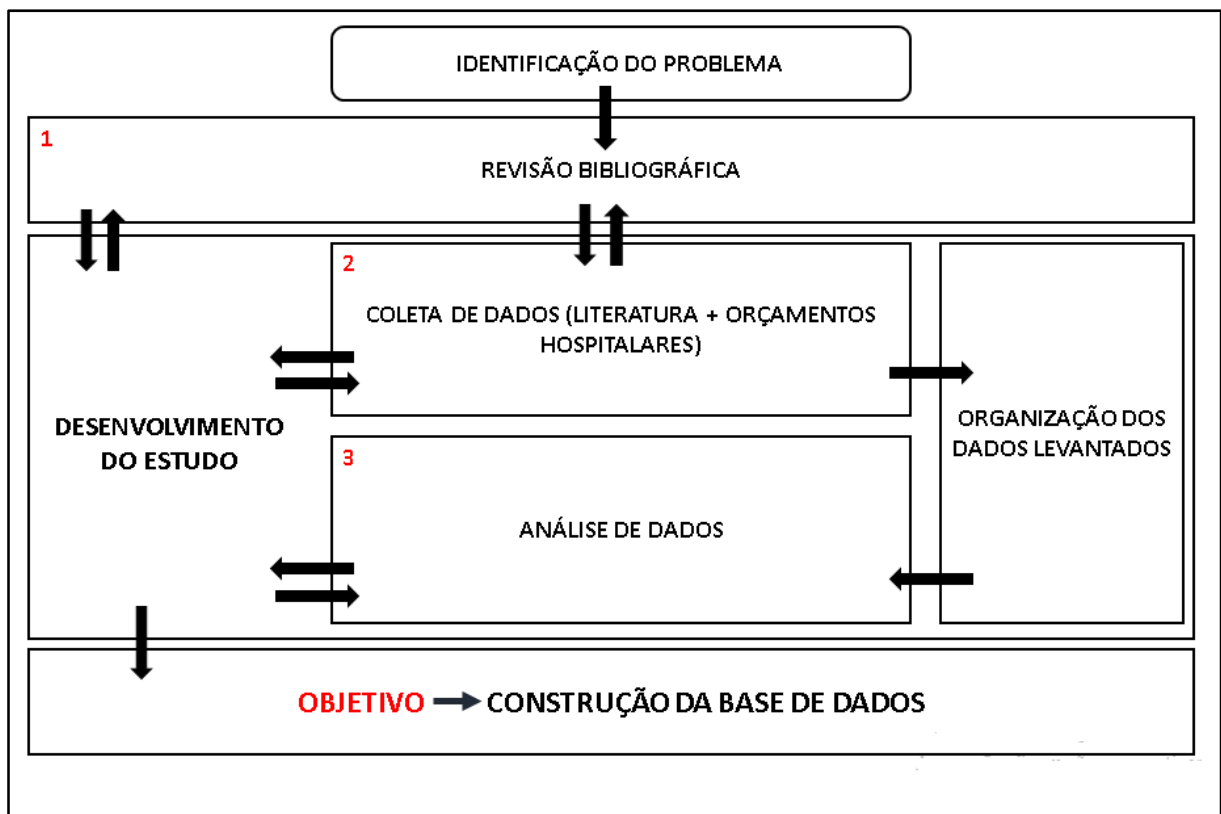 IDENTIFICAÇÃO DO PROBLEMA
1
REVISÃO BIBLIOGRÁFICA
2
COLETA DE DADOS (LITERATURA + ORÇAMENTOS
HOSPITALARES)
DESENVOLVIMENTO
DO ESTUDO
ORGANIZAÇÃO DOS
DADOS LEVANTADOS
3
ANÁLISE DE DADOS
OBJETIVO CONSTRUÇÃO DA BASE DE DADOS